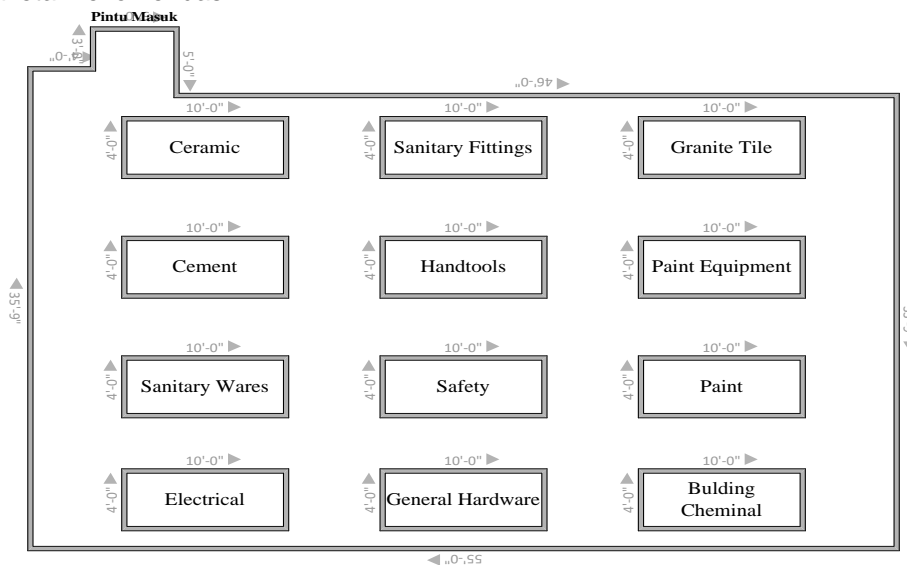 Pintu Masuk
3'-0"
5'-0"
46'-0"
10'-0"
10'-0"
10'-0"
4'-0"
Ceramic
4'-0"
Sanitary Fittings
4'-0"
Granite Tile
10'-0"
10'-0"
10'-0"
4'-0"
Cement
4'-0"
Handtools
4'-0"
Paint Equipment
35'-9"
10'-0"
10'-0"
10'-0"
4'-0"
Sanitary Wares
4'-0"
Safety
4'-0"
Paint
10'-0"
10'-0"
10'-0"
4'-0"
Electrical
4'-0"
General Hardware
4'-0"
Bulding
Cheminal
55'-0"